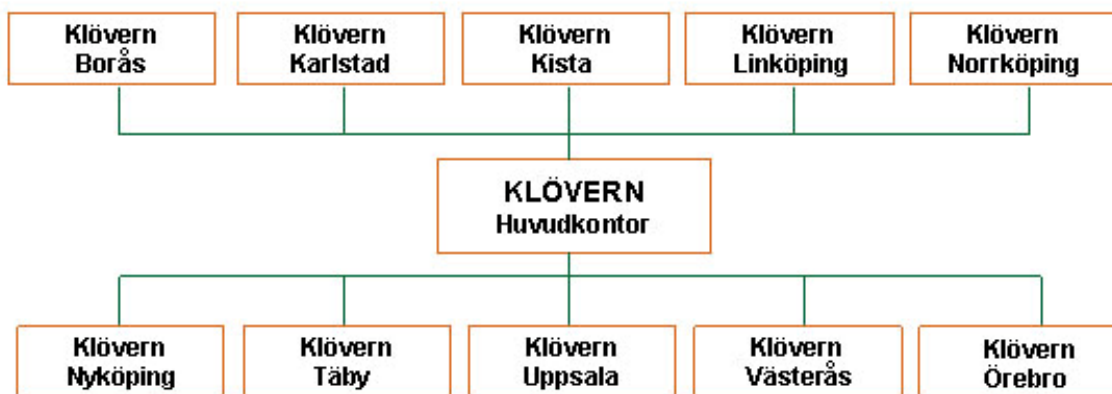 Klövern
Borås
Klövern
Karlstad
Klövern
Kista
Klövern
Linköping
Klövern
Norrköping
KLÖVERN
Huvudkontor
Klövern
Nyköping
Klövern
Täby
Klövern
Uppsala
Klövern
Västerås
Klövern
Örebro